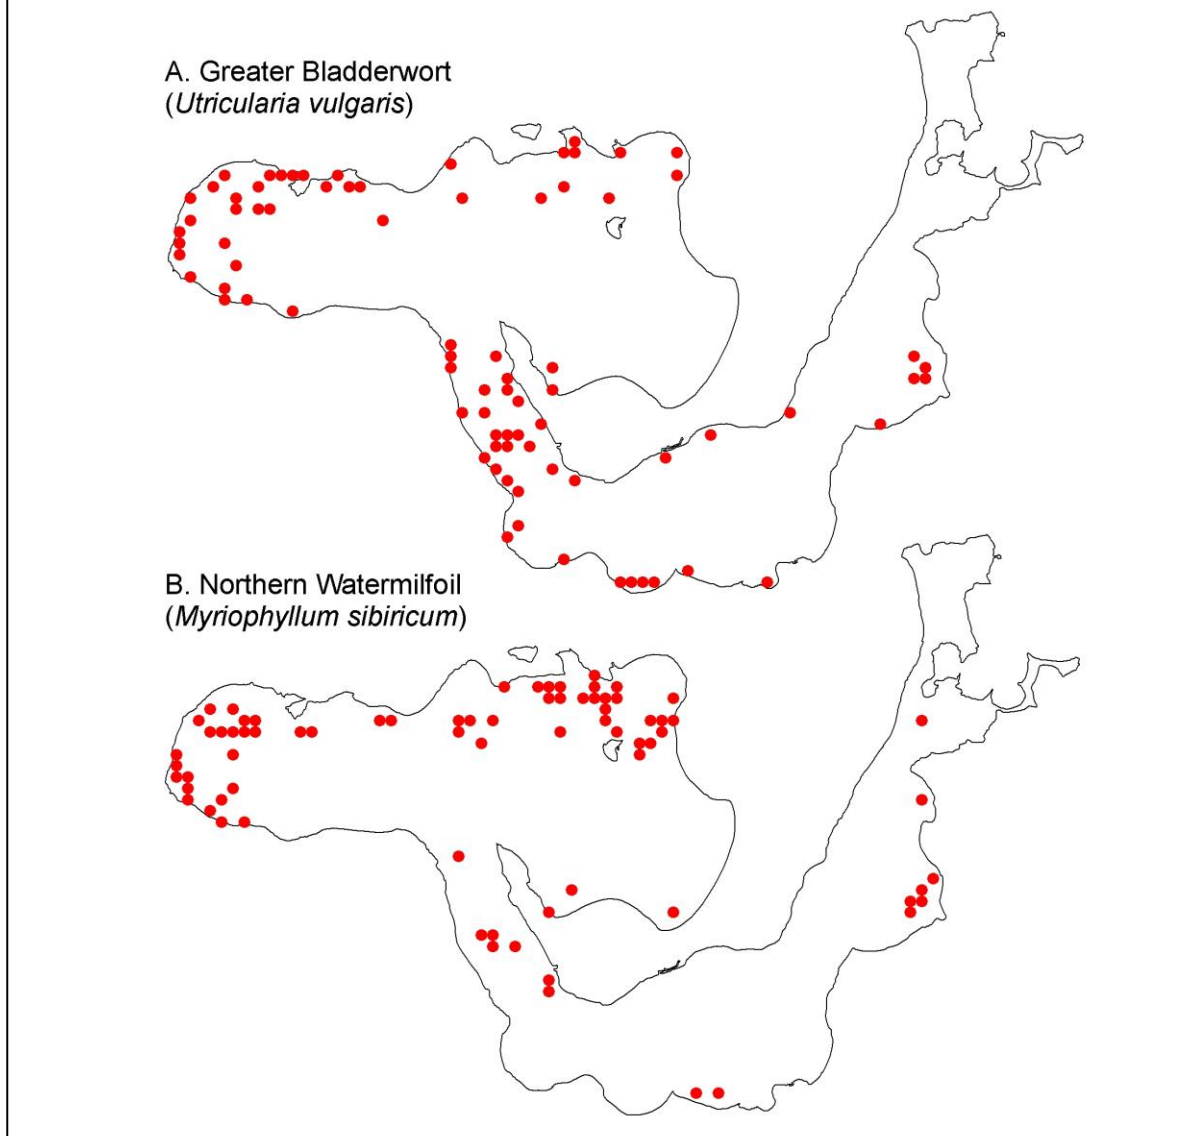 A. Greater Bladderwort
(Utricularia vulgaris)
B. Northern Watermilfoil
(Myriophyllum sibiricum)